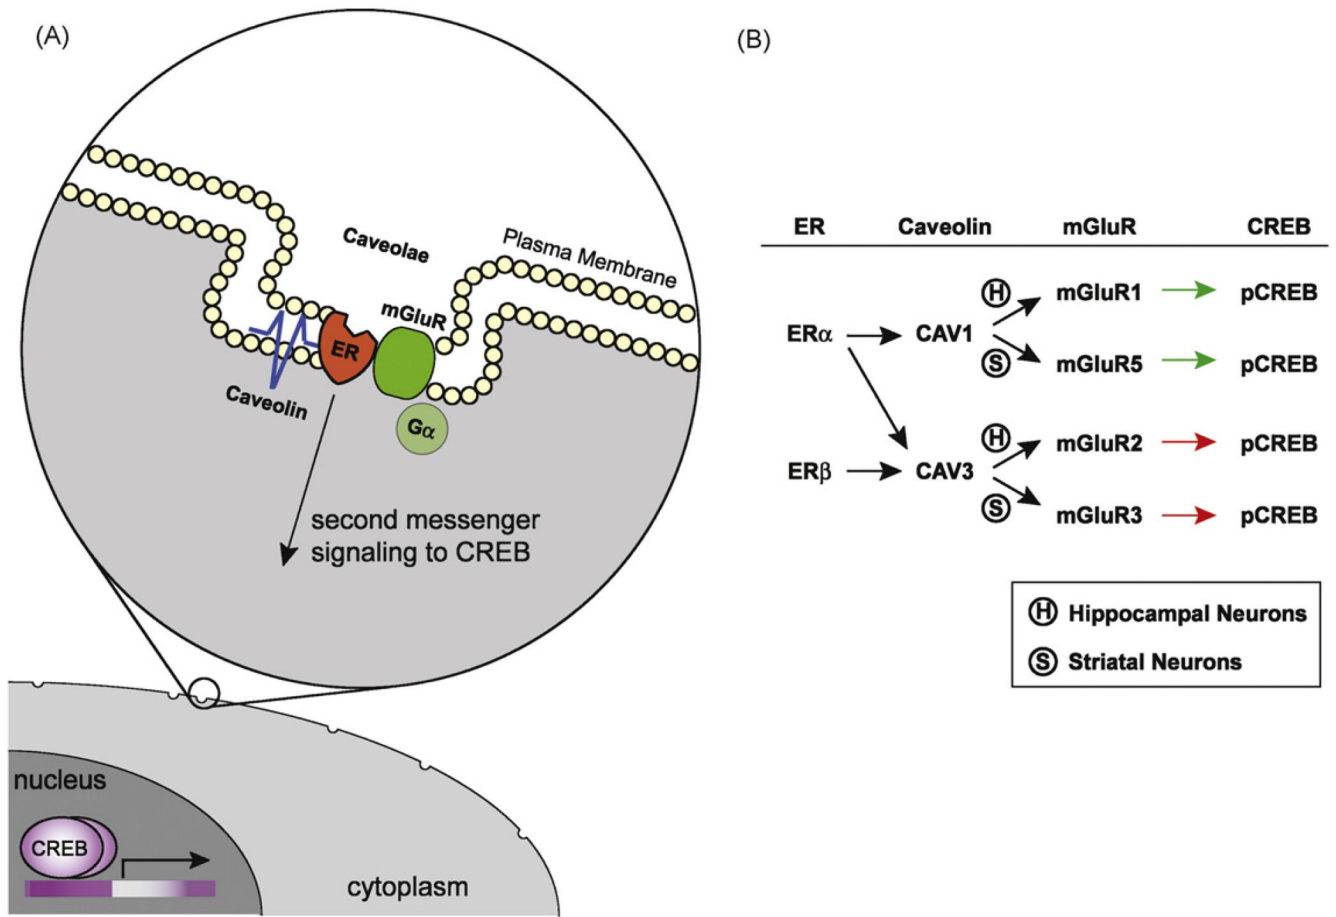 (A)
Caveolae
Plasma Membrane
mGluR
ER
Caveolin
Gα
second messenger
signaling to CREB
nucleus
CREB
cytoplasm
(B)
ER Caveolin mGluR CREB
H mGluR1 pCREB
ERα CAV1
S mGluR5 pCREB
H mGluR2 pCREB
ERβ CAV3
S mGluR3 pCREB
H Hippocampal Neurons
S Striatal Neurons